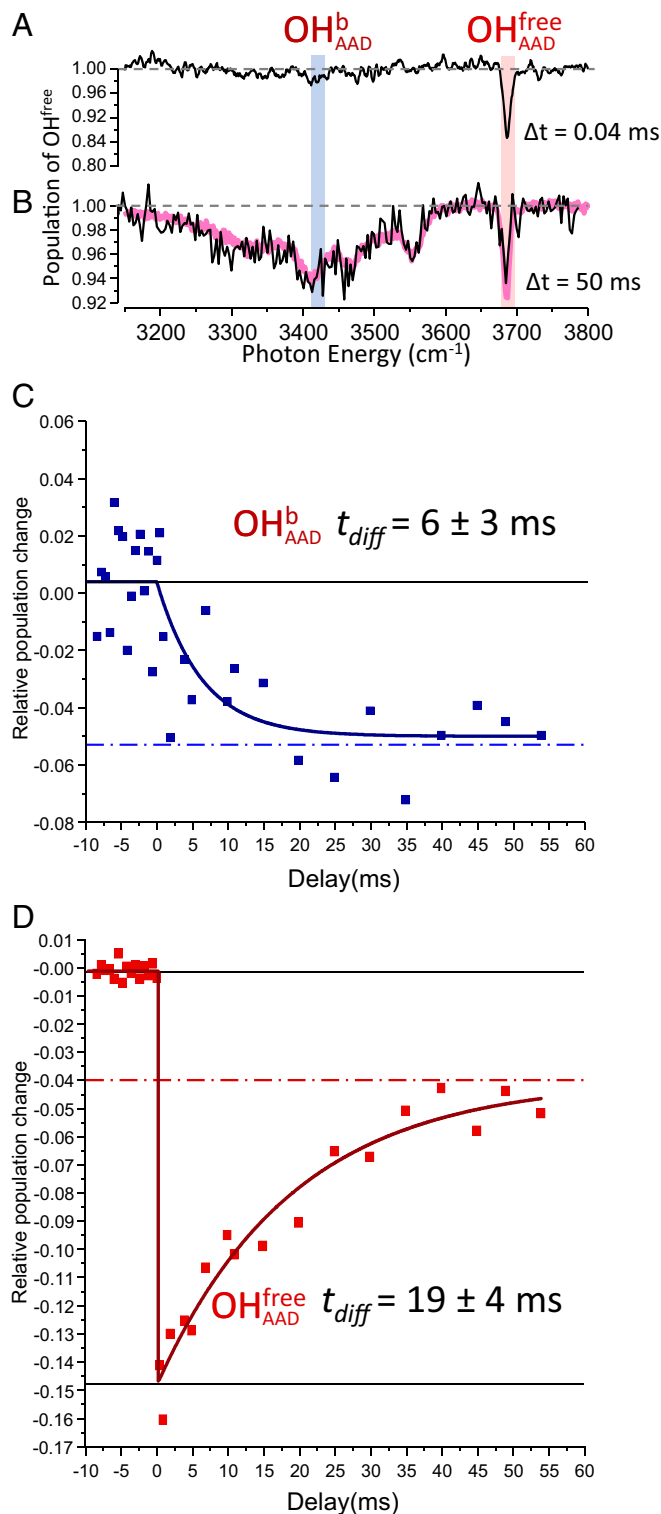 A
OH^b_AAD OH^free_AAD
1.00
0.96
0.92
0.88
0.84
0.80
Δt = 0.04 ms
Population of OH^free
B
1.00
0.98
0.96
0.94
0.92
Δt = 50 ms
3200 3300 3400 3500 3600 3700 3800
Photon Energy (cm⁻¹)
C
0.06
0.04
0.02
0.00
-0.02
-0.04
-0.06
-0.08
Relative population change
OH^b_AAD t_diff = 6 ± 3 ms
-10 -5 0 5 10 15 20 25 30 35 40 45 50 55 60
Delay(ms)
D
0.01
-0.00
-0.01
-0.02
-0.03
-0.04
-0.05
-0.06
-0.07
-0.08
-0.09
-0.10
-0.11
-0.12
-0.13
-0.14
-0.15
-0.16
-0.17
Relative population change
OH^free_AAD t_diff = 19 ± 4 ms
-10 -5 0 5 10 15 20 25 30 35 40 45 50 55 60
Delay(ms)